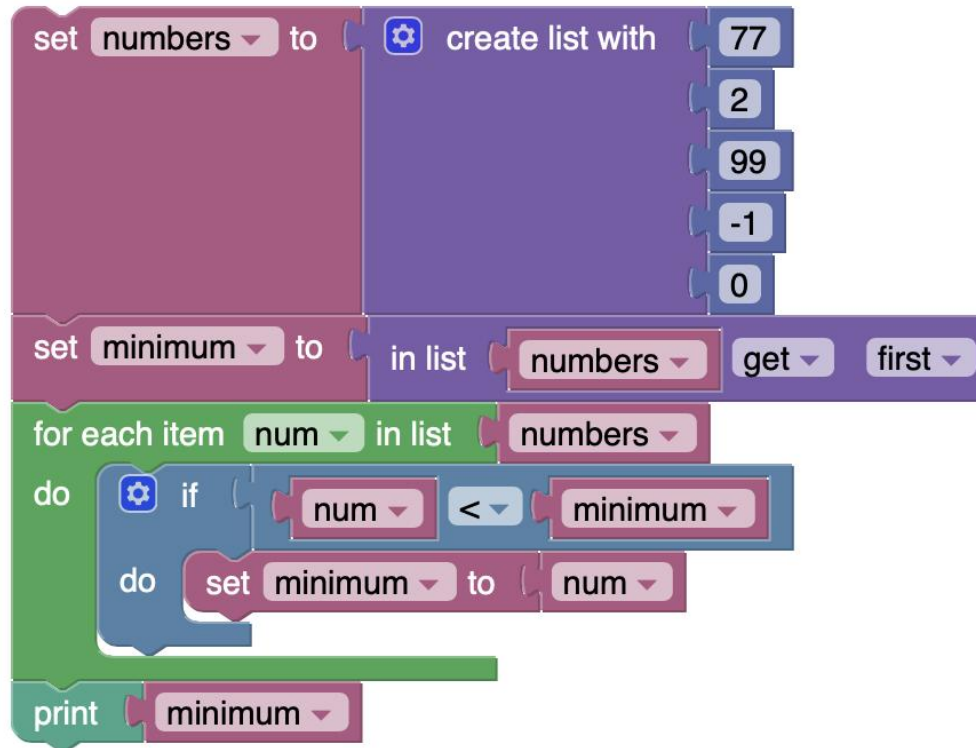 set numbers to create list with 77
2
99
-1
0
set minimum to in list numbers get first
for each item num in list numbers
do if num < minimum
do set minimum to num
print minimum